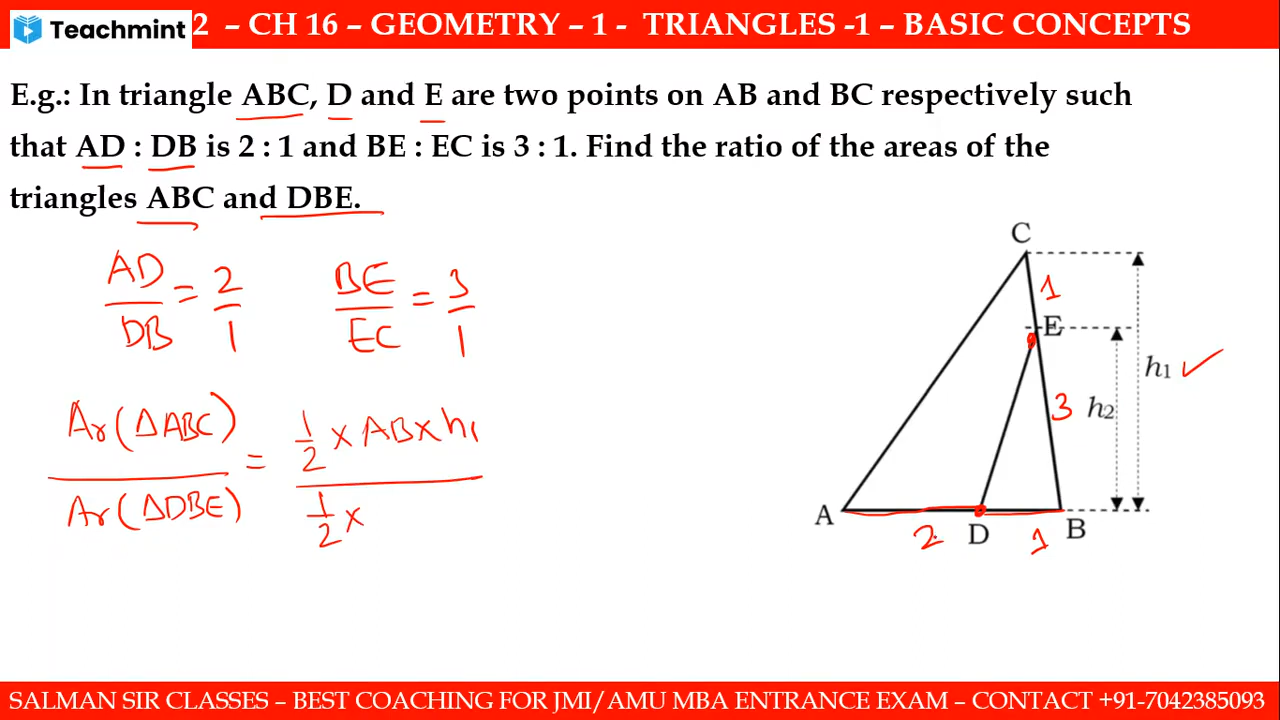 Teachmint 2 – CH 16 – GEOMETRY – 1 - TRIANGLES -1 – BASIC CONCEPTS
E.g.: In triangle ABC, D and E are two points on AB and BC respectively such
that AD : DB is 2 : 1 and BE : EC is 3 : 1. Find the ratio of the areas of the
triangles ABC and DBE.
AD/DB = 2/1 BE/EC = 3/1
Ar(ΔABC)/Ar(ΔDBE) = 1/2 × AB × h1
1/2 ×
C
1
E
h1 ✓
3 h2
A 2 D 1 B
SALMAN SIR CLASSES – BEST COACHING FOR JMI/AMU MBA ENTRANCE EXAM – CONTACT +91-7042385093